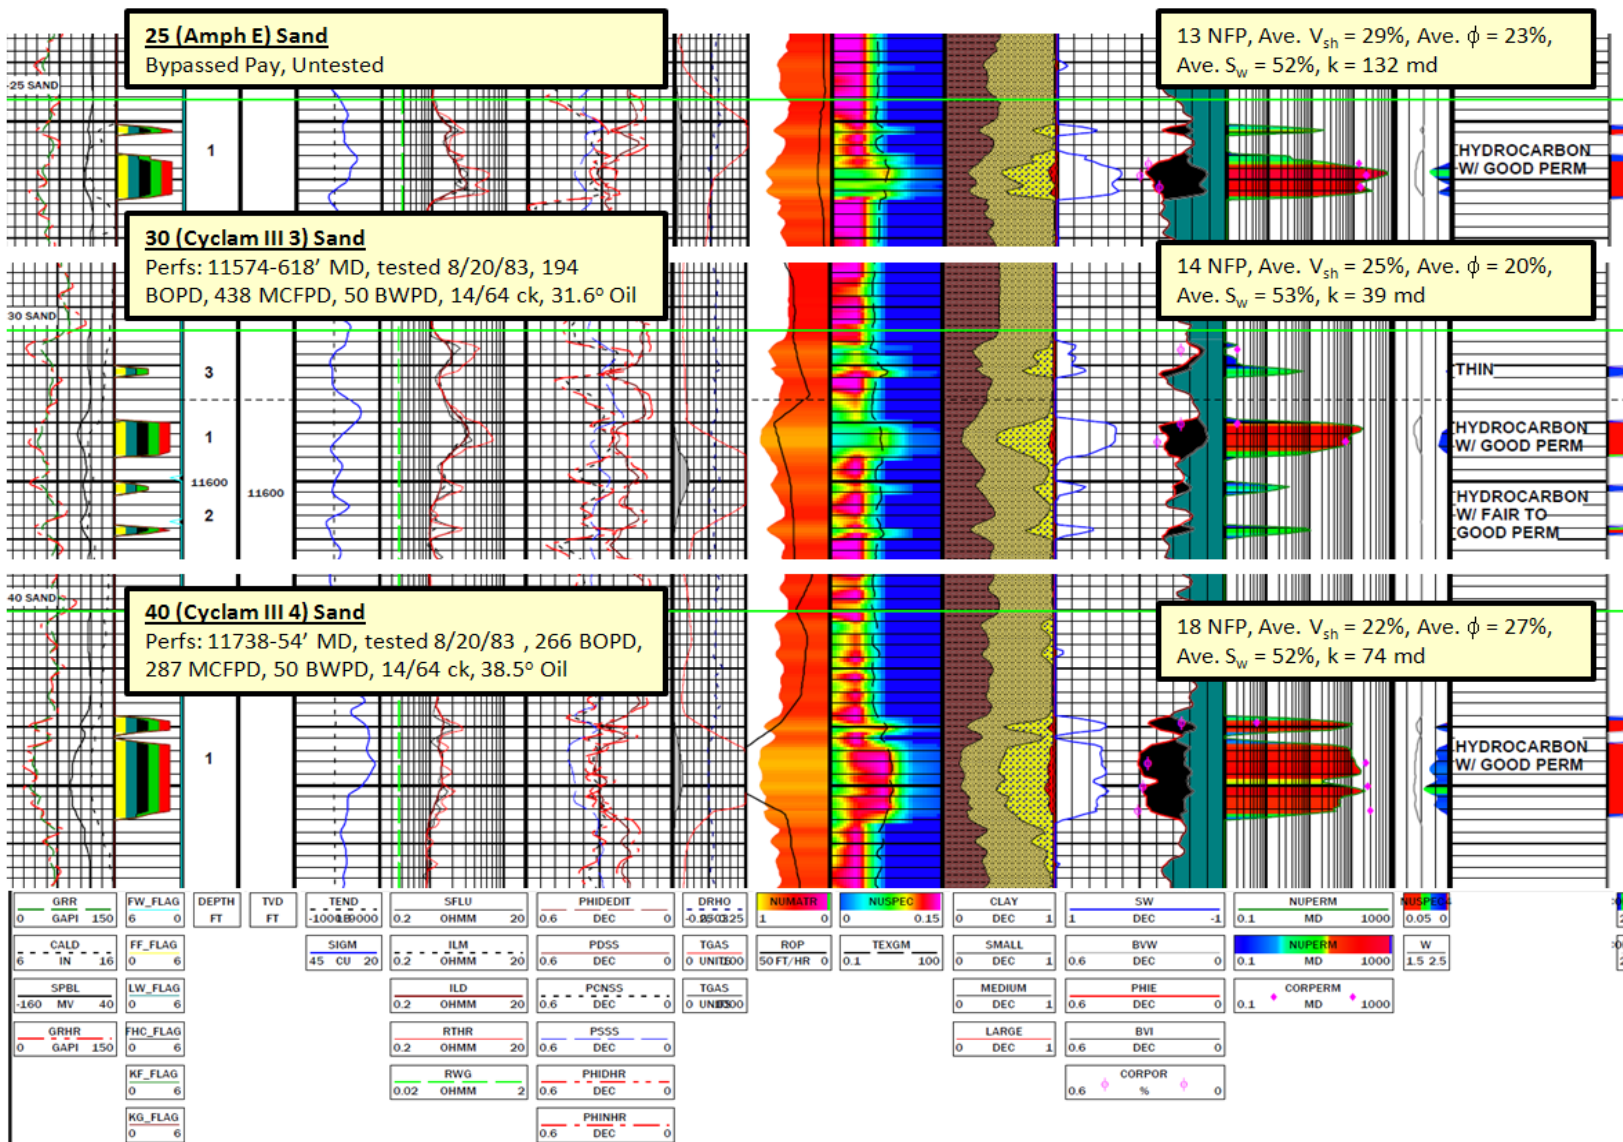 25 (Amph E) Sand
Bypassed Pay, Untested
13 NFP, Ave. Vsh = 29%, Ave. ϕ = 23%,
Ave. Sw = 52%, k = 132 md
25 SAND
1
HYDROCARBON
W/ GOOD PERM
30 (Cyclam III 3) Sand
Perfs: 11574-618’ MD, tested 8/20/83, 194
BOPD, 438 MCFPD, 50 BWPD, 14/64 ck, 31.6º Oil
14 NFP, Ave. Vsh = 25%, Ave. ϕ = 20%,
Ave. Sw = 53%, k = 39 md
30 SAND
3
THIN
1
HYDROCARBON
W/ GOOD PERM
11600
11600
2
HYDROCARBON
W/ FAIR TO
GOOD PERM
40 SAND
40 (Cyclam III 4) Sand
Perfs: 11738-54’ MD, tested 8/20/83 , 266 BOPD,
287 MCFPD, 50 BWPD, 14/64 ck, 38.5º Oil
18 NFP, Ave. Vsh = 22%, Ave. ϕ = 27%,
Ave. Sw = 52%, k = 74 md
1
HYDROCARBON
W/ GOOD PERM
GRR
0 GAPI 150
CALD
6 IN 16
SPBL
-160 MV 40
GRHR
0 GAPI 150
FW_FLAG
6 0
FF_FLAG
0 6
LW_FLAG
0 6
FHC_FLAG
0 6
KF_FLAG
0 6
KG_FLAG
0 6
DEPTH
FT
TVD
FT
TEND
SIGM
45 CU 20
SFLU
0.2 OHMM 20
ILM
0.2 OHMM 20
ILD
0.2 OHMM 20
RTHR
0.2 OHMM 20
RWG
0.02 OHMM 2
PHIDEDIT
0.6 DEC 0
PDSS
0.6 DEC 0
PCNSS
0.6 DEC 0
PSSS
0.6 DEC 0
PHIDHR
0.6 DEC 0
PHINHR
0.6 DEC 0
DRHO
TGAS
0
TGAS
0
NUMATR
1 0
ROP
50 FT/HR 0
NUSPEC
0 0.15
TEXGM
0.1 100
CLAY
0 DEC 1
SMALL
0 DEC 1
MEDIUM
0 DEC 1
LARGE
0 DEC 1
SW
1 DEC -1
BVW
0.6 DEC 0
PHIE
0.6 DEC 0
BVI
0.6 DEC 0
CORPOR
0.6 % 0
NUPERM
0.1 MD 1000
NUPERM
0.1 MD 1000
CORPERM
0.1 MD 1000
0.05 0
W
1.5 2.5